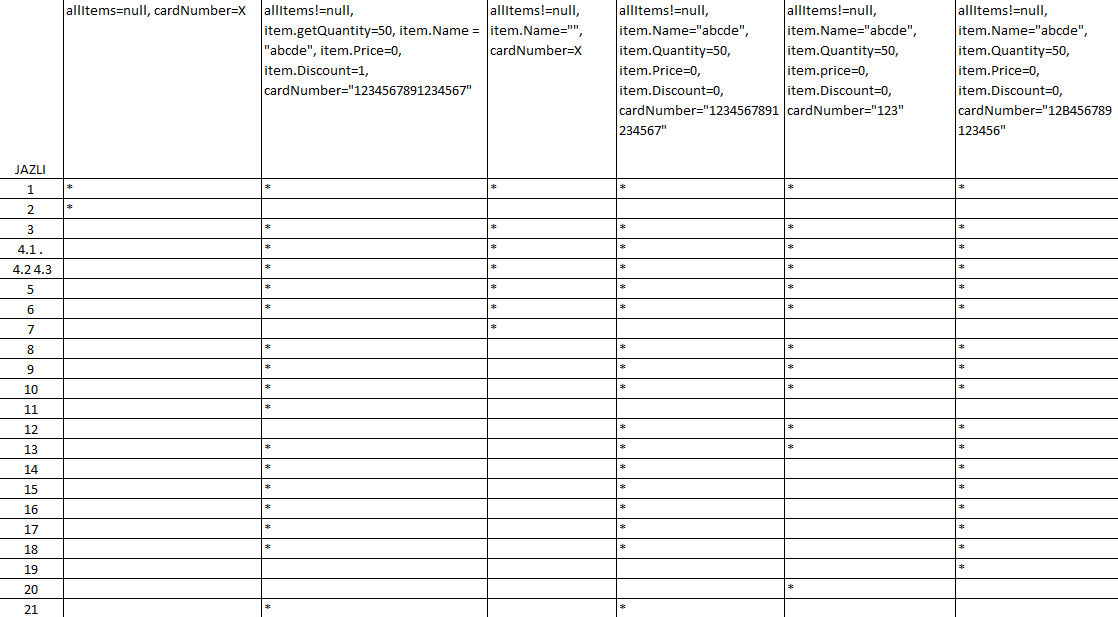 allItems=null, cardNumber=X
allItems!=null,
item.getQuantity=50, item.Name =
"abcde", item.Price=0,
item.Discount=1,
cardNumber="1234567891234567"
allItems!=null,
item.Name="",
cardNumber=X
allItems!=null,
item.Name="abcde",
item.Quantity=50,
item.Price=0,
item.Discount=0,
cardNumber="1234567891
234567"
allItems!=null,
item.Name="abcde",
item.Quantity=50,
item.price=0,
item.Discount=0,
cardNumber="123"
allItems!=null,
item.Name="abcde",
item.Quantity=50,
item.Price=0,
item.Discount=0,
cardNumber="12B456789
123456"
JAZLI
1 * * * * * *
2 *
3 * * * * *
4.1 . * * * * *
4.2 4.3 * * * * *
5 * * * * *
6 * * * * *
7 *
8 * * * *
9 * * * *
10 * * * *
11 *
12 * * *
13 * * * *
14 * * *
15 * * *
16 * * *
17 * * *
18 * * *
19 *
20 *
21 * *